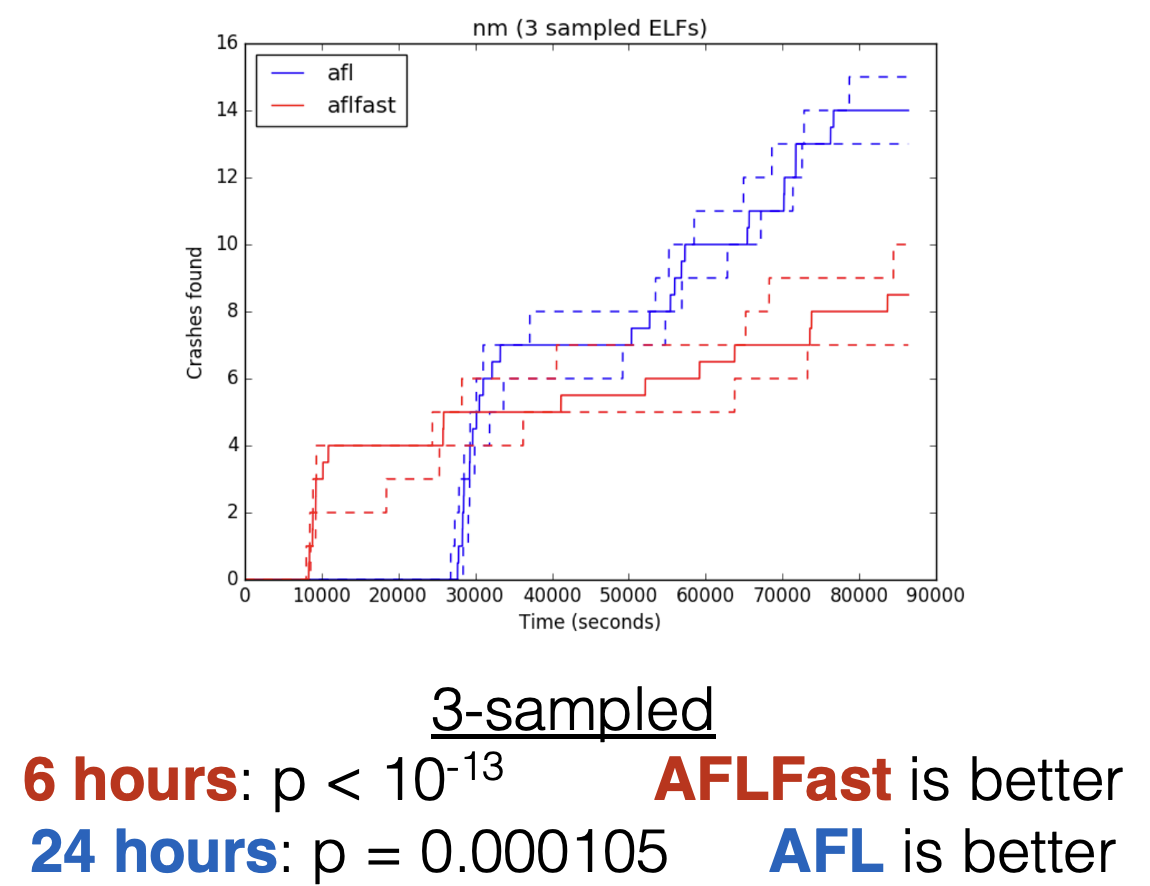 nm (3 sampled ELFs)
afl
aflfast
16
14
12
10
8
6
4
2
0
Crashes found
0 10000 20000 30000 40000 50000 60000 70000 80000 90000
Time (seconds)
3-sampled
6 hours: p < 10^-13 AFLFast is better
24 hours: p = 0.000105 AFL is better